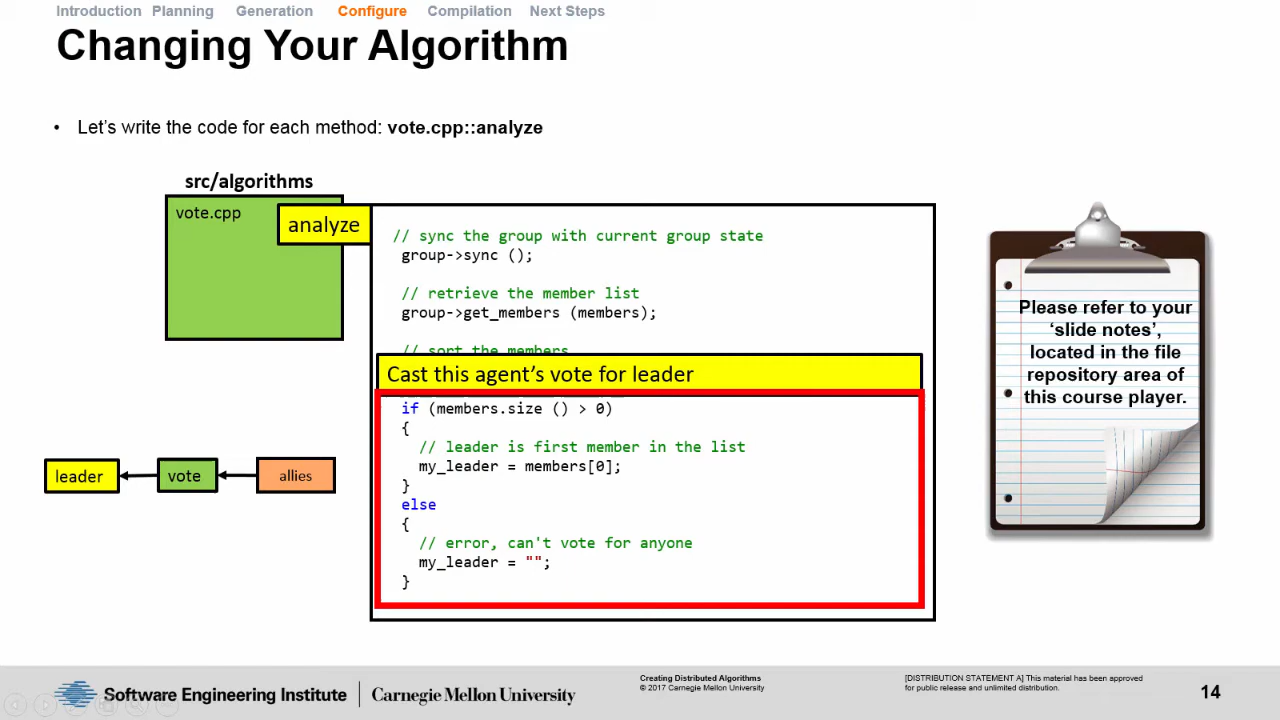 Introduction Planning Generation Configure Compilation Next Steps
Changing Your Algorithm
• Let's write the code for each method: vote.cpp::analyze
src/algorithms
vote.cpp
analyze
// sync the group with current group state
group->sync ();
// retrieve the member list
group->get_members (members);
// sort the members
Cast this agent's vote for leader
if (members.size () > 0)
{
// leader is first member in the list
my_leader = members[0];
}
else
{
// error, can't vote for anyone
my_leader = "";
}
leader
vote
allies
Please refer to your
'slide notes',
located in the file
repository area of
this course player.
Software Engineering Institute | Carnegie Mellon University
Creating Distributed Algorithms
© 2017 Carnegie Mellon University
[DISTRIBUTION STATEMENT A] This material has been approved
for public release and unlimited distribution.
14